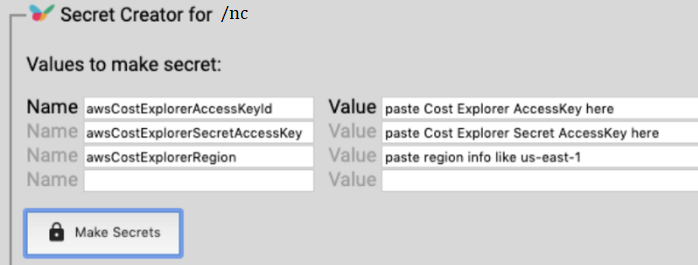 Secret Creator for /nc
Values to make secret:
Name awsCostExplorerAccessKeyId Value paste Cost Explorer AccessKey here
Name awsCostExplorerSecretAccessKey Value paste Cost Explorer Secret AccessKey here
Name awsCostExplorerRegion Value paste region info like us-east-1
Name Value
Make Secrets